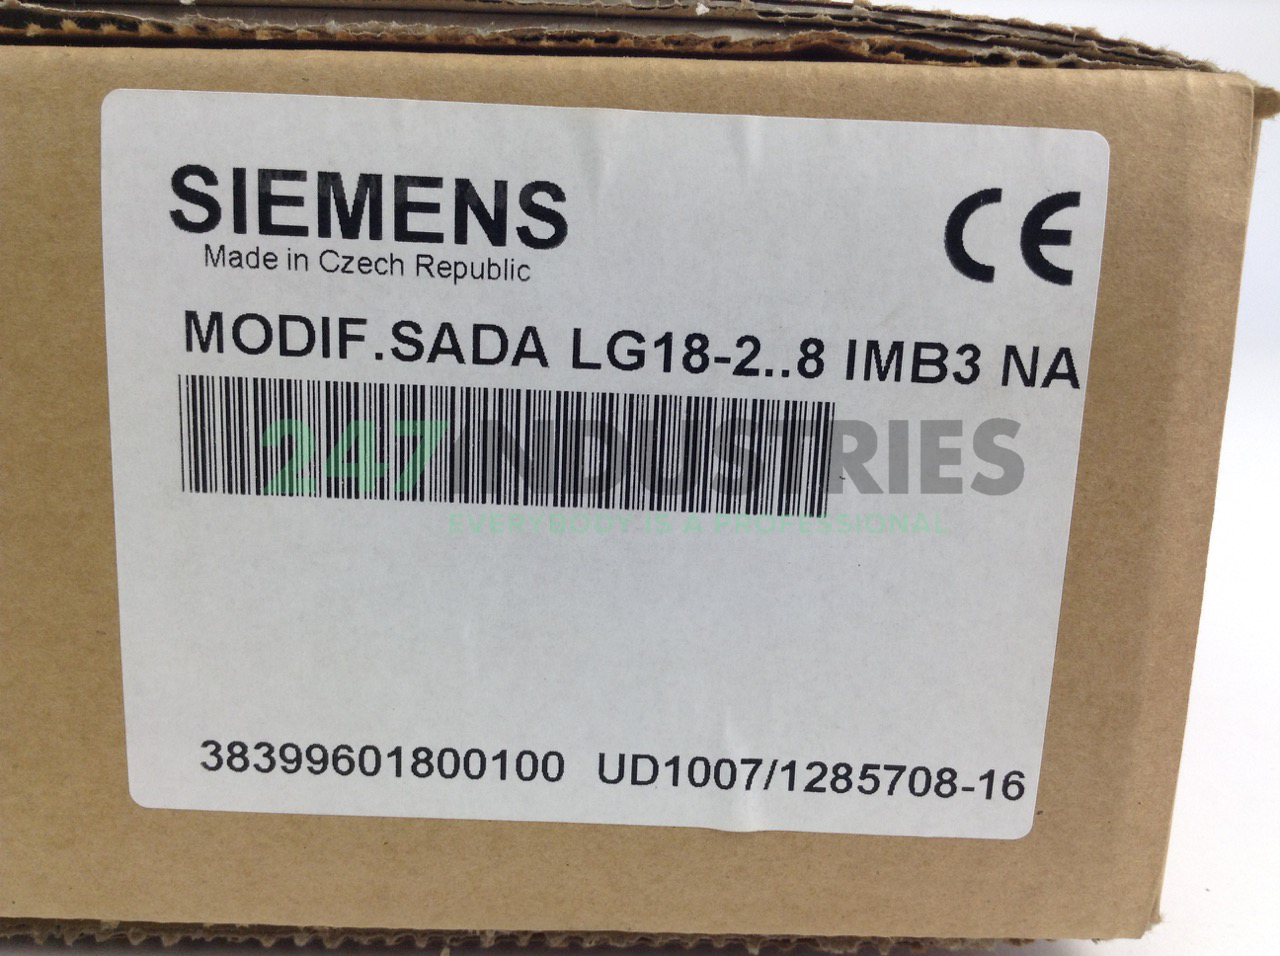 SIEMENS
Made in Czech Republic
CE
MODIF.SADA LG18-2..8 IMB3 NA
247INDUSTRIES
EVERYBODY IS A PROFESSIONAL
38399601800100 UD1007/1285708-16